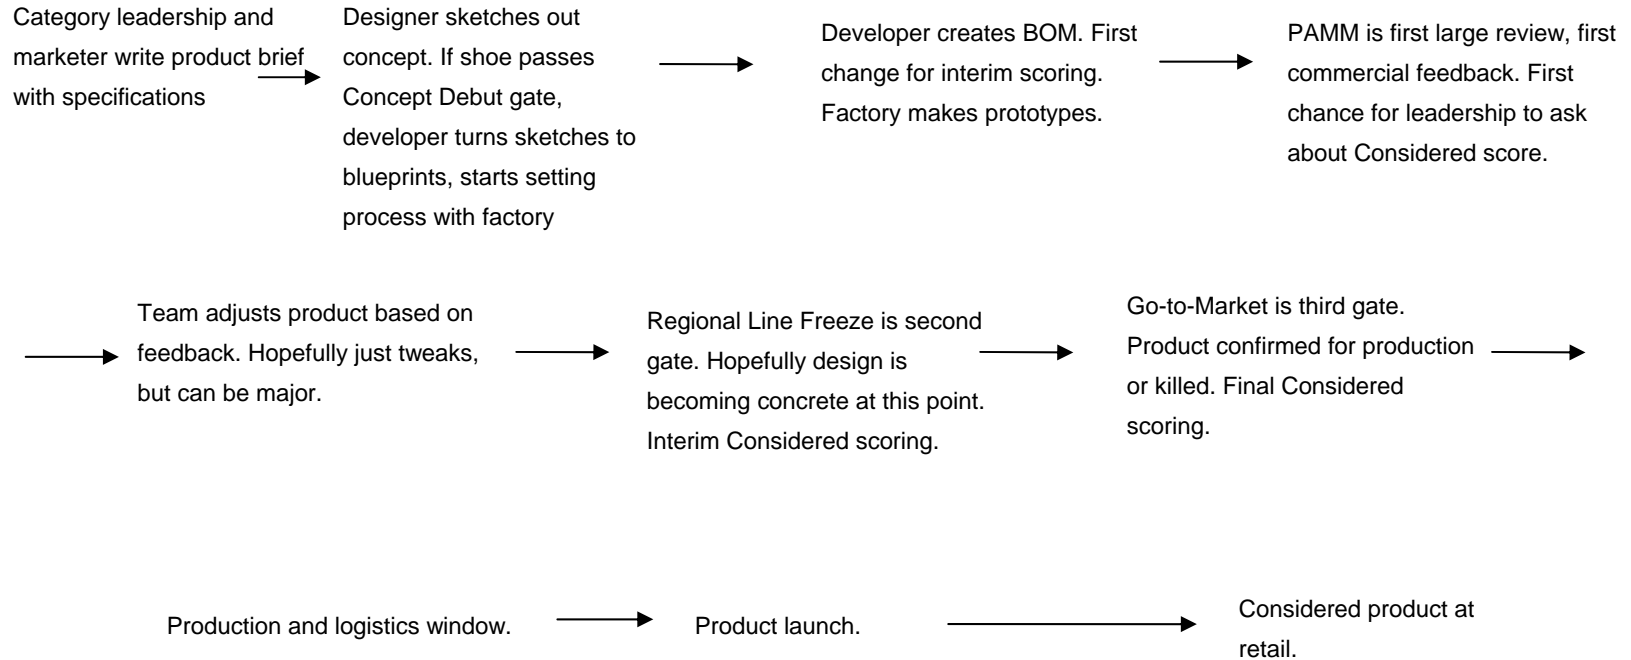 Category leadership and
marketer write product brief
with specifications
Designer sketches out
concept. If shoe passes
Concept Debut gate,
developer turns sketches to
blueprints, starts setting
process with factory
Developer creates BOM. First
change for interim scoring.
Factory makes prototypes.
PAMM is first large review, first
commercial feedback. First
chance for leadership to ask
about Considered score.
Team adjusts product based on
feedback. Hopefully just tweaks,
but can be major.
Regional Line Freeze is second
gate. Hopefully design is
becoming concrete at this point.
Interim Considered scoring.
Go-to-Market is third gate.
Product confirmed for production
or killed. Final Considered
scoring.
Production and logistics window.
Product launch.
Considered product at
retail.